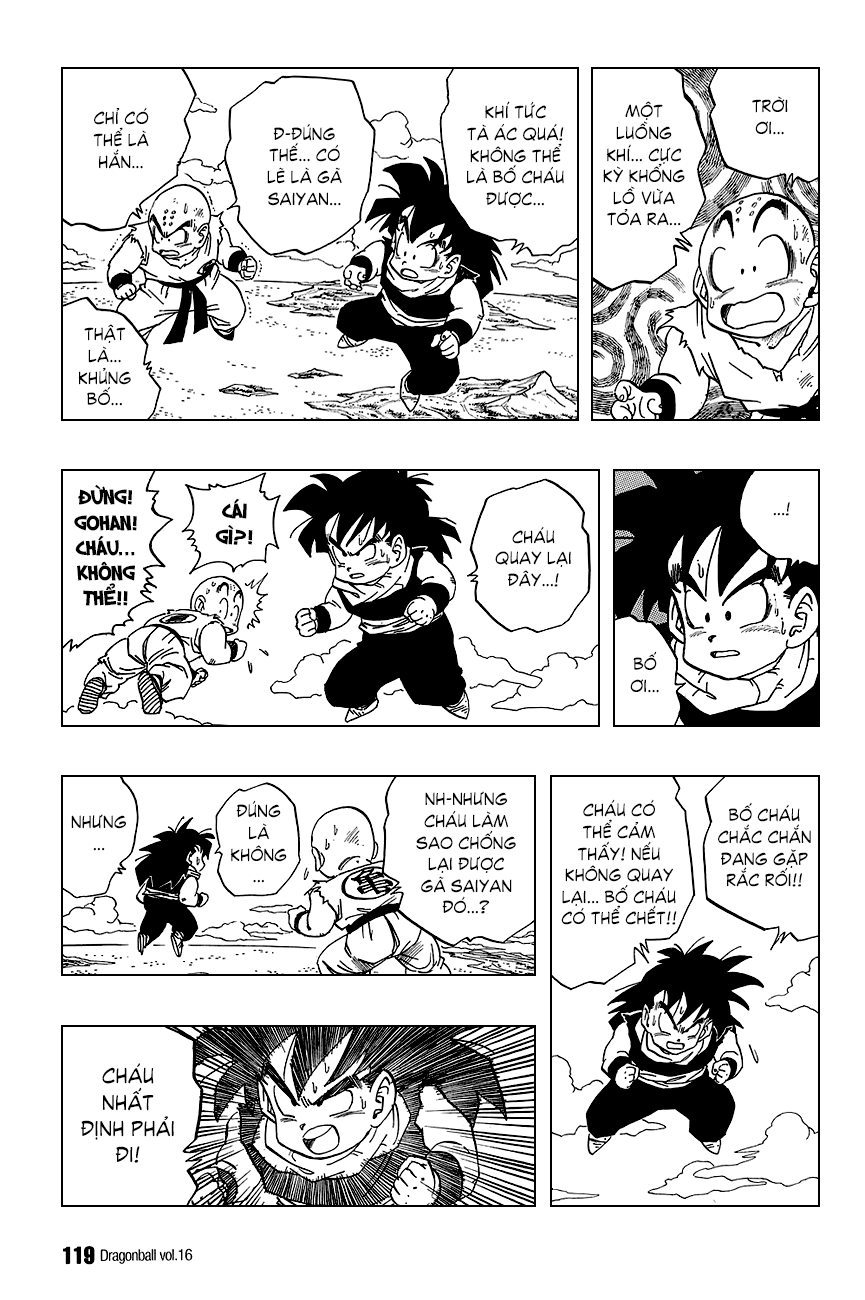 TRỜI
ƠI...
MỘT
LUỒNG
KHÍ... CỰC
KỲ KHỔNG
LỒ VỪA
TỎA RA...
KHÍ TỨC
TÀ ÁC QUÁ!
KHÔNG THỂ
LÀ BỐ CHÁU
ĐƯỢC...
Đ-ĐÚNG
THẾ... CÓ
LẼ LÀ GÃ
SAIYAN...
CHỈ CÓ
THỂ LÀ
HẮN...
THẬT
LÀ...
KHỦNG
BỐ...
...!
BỐ
ƠI...
CHÁU
QUAY LẠI
ĐÂY...!
CÁI
GÌ?!
ĐỪNG!
GOHAN!
CHÁU...
KHÔNG
THỂ!!
BỐ CHÁU
CHẮC CHẮN
ĐANG GẶP
RẮC RỐI!!
CHÁU CÓ
THỂ CẢM
THẤY! NẾU
KHÔNG QUAY
LẠI... BỐ CHÁU
CÓ THỂ CHẾT!!
NH-NHƯNG
CHÁU LÀM
SAO CHỐNG
LẠI ĐƯỢC
GÃ SAIYAN
ĐÓ...?
ĐÚNG
LÀ
KHÔNG
...
NHƯNG
...
CHÁU
NHẤT
ĐỊNH PHẢI
ĐI!
119 Dragonball vol.16